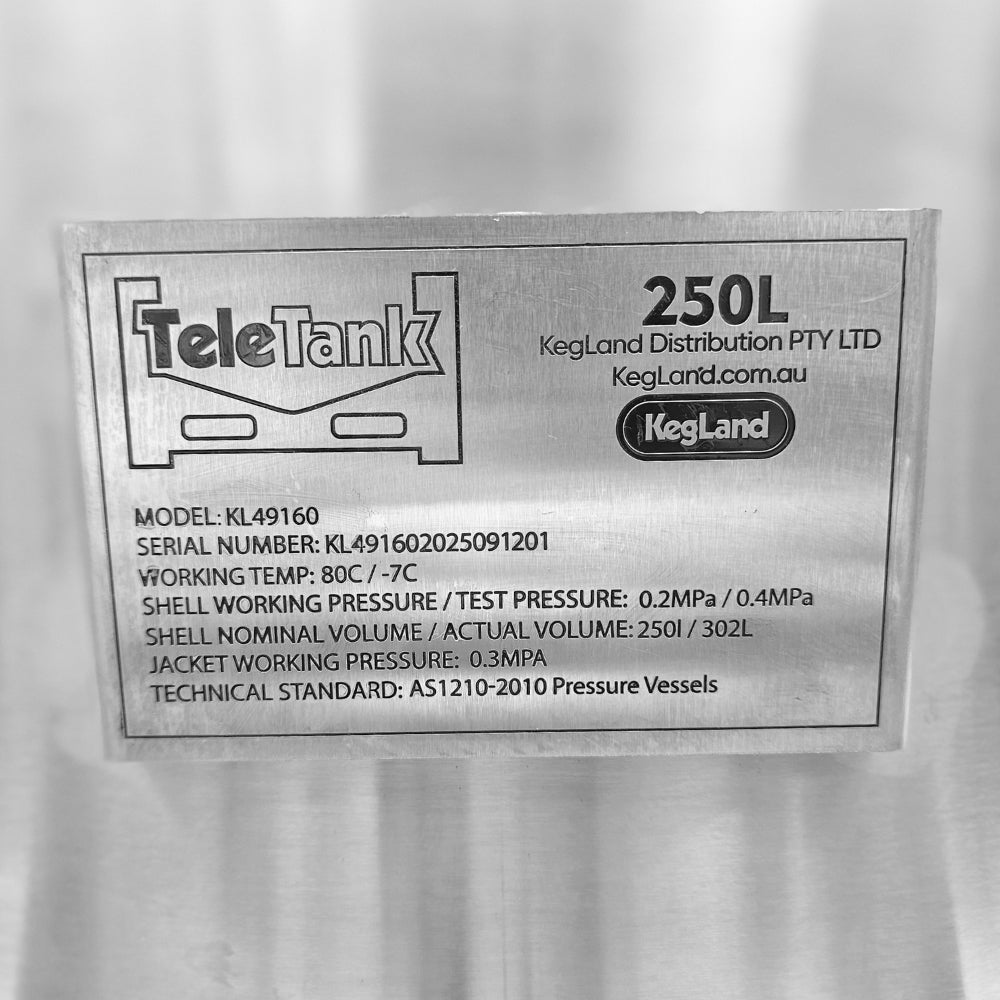 TeleTank
250L
KegLand Distribution PTY LTD
KegLand.com.au
KegLand
MODEL: KL49160
SERIAL NUMBER: KL491602025091201
WORKING TEMP: 80C / -7C
SHELL WORKING PRESSURE / TEST PRESSURE: 0.2MPa / 0.4MPa
SHELL NOMINAL VOLUME / ACTUAL VOLUME: 250l / 302L
JACKET WORKING PRESSURE: 0.3MPA
TECHNICAL STANDARD: AS1210-2010 Pressure Vessels